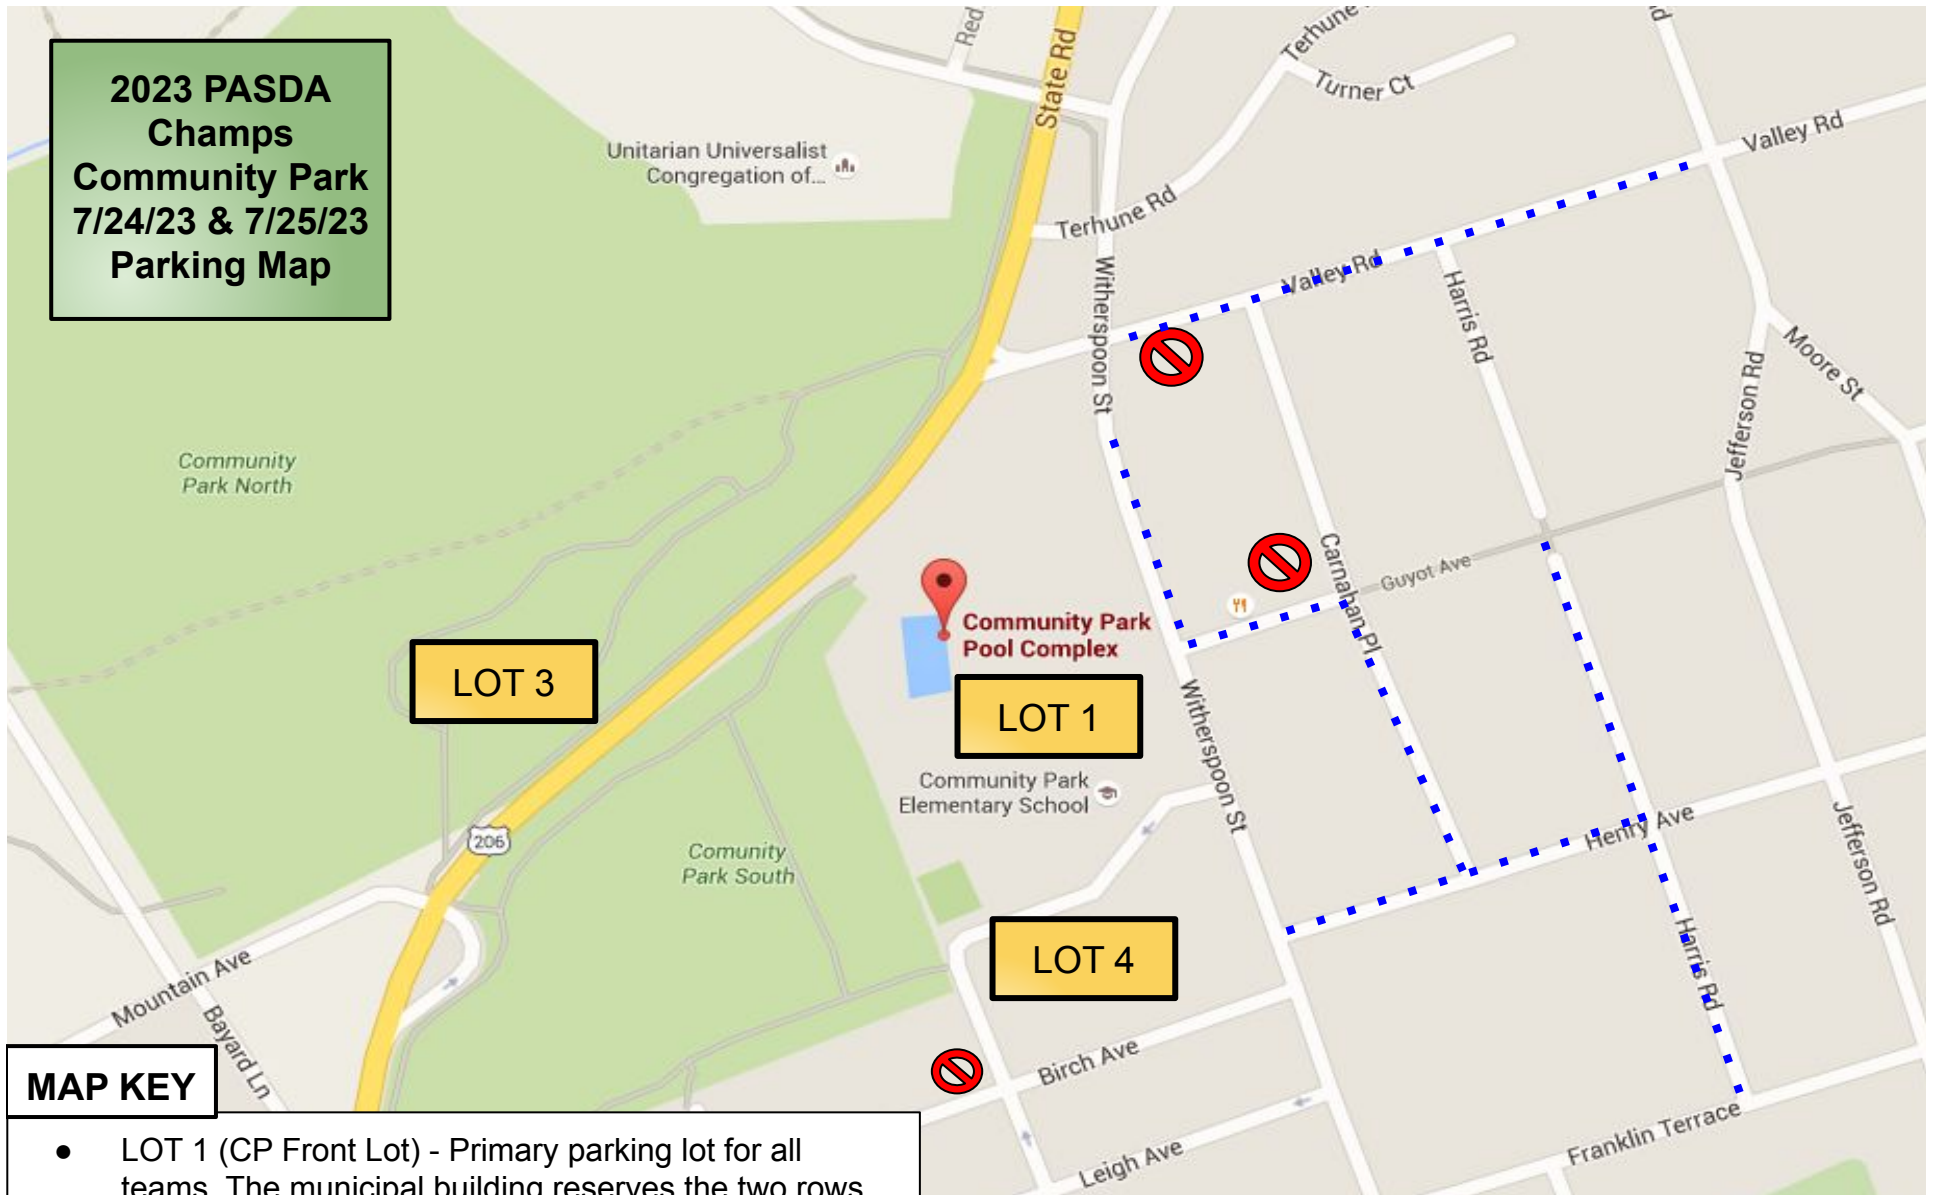 2023 PASDA
Champs
Community Park
7/24/23 & 7/25/23
Parking Map
Red
State Rd
Terhune
Turner Ct
Rd
Valley Rd
Unitarian Universalist
Congregation of...
Terhune Rd
Witherspoon St
Valley Rd
Harris Rd
Moore St
Jefferson Rd
Community
Park North
Carnahan Pl
Guyot Ave
Community Park
Pool Complex
LOT 3
LOT 1
Witherspoon St
Community Park
Elementary School
206
Comunity
Park South
Henry Ave
Jefferson Rd
Harris Rd
LOT 4
Mountain Ave
Bayard Ln
Birch Ave
Leigh Ave
Franklin Terrace
MAP KEY
● LOT 1 (CP Front Lot) - Primary parking lot for all
teams. The municipal building reserves the two rows